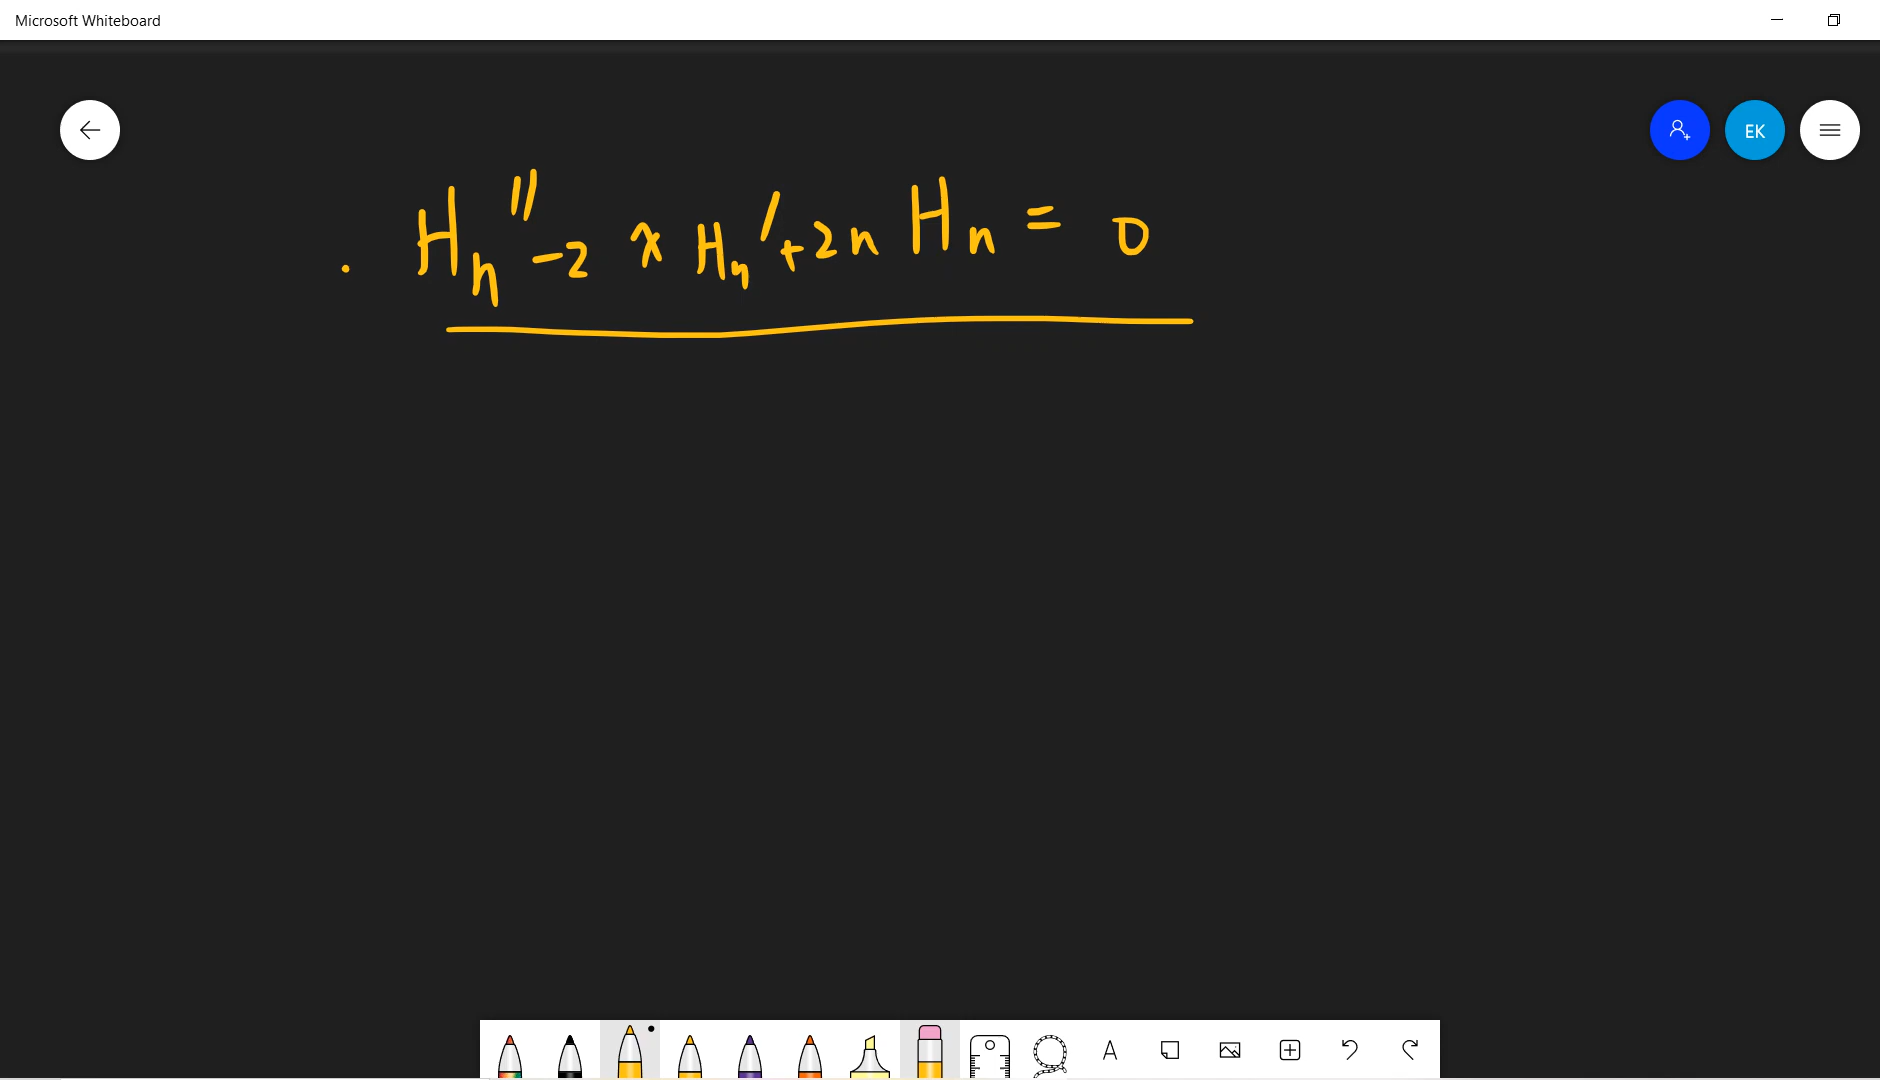 Microsoft Whiteboard
EK
. Hₙ'' - 2 x Hₙ' + 2n Hₙ = 0
A